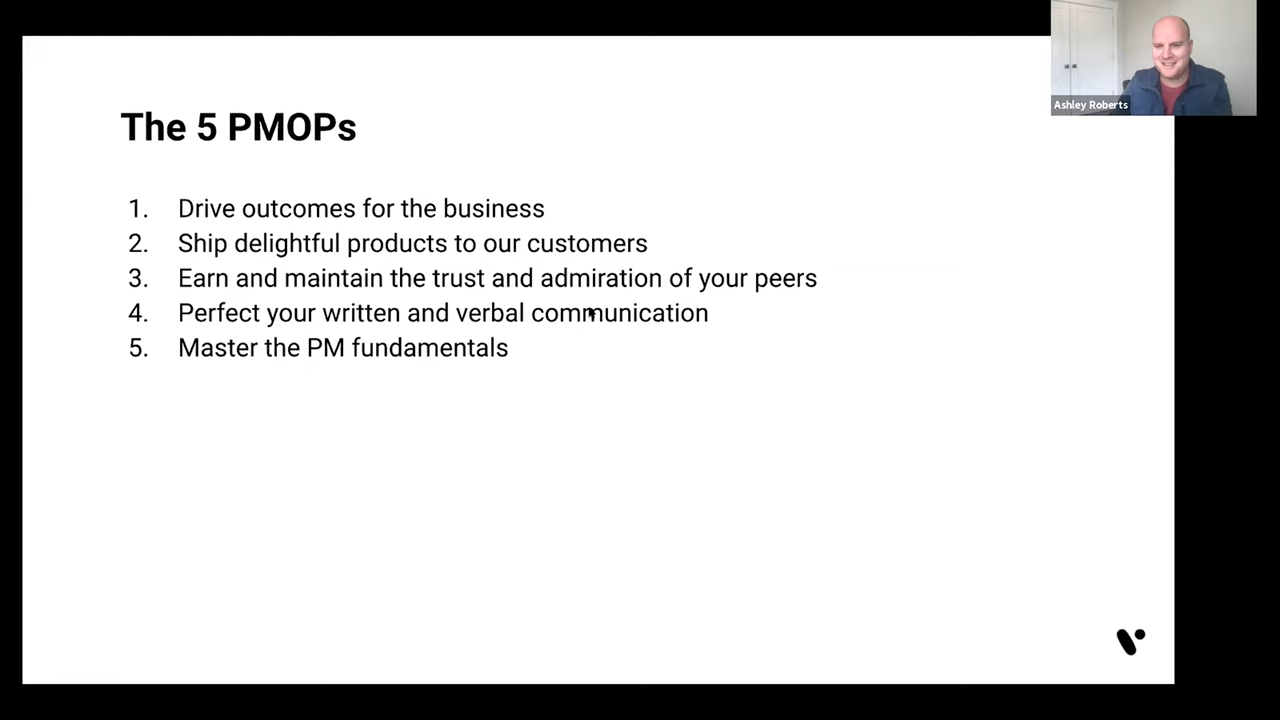 The 5 PMOPs
1. Drive outcomes for the business
2. Ship delightful products to our customers
3. Earn and maintain the trust and admiration of your peers
4. Perfect your written and verbal communication
5. Master the PM fundamentals
Ashley Roberts